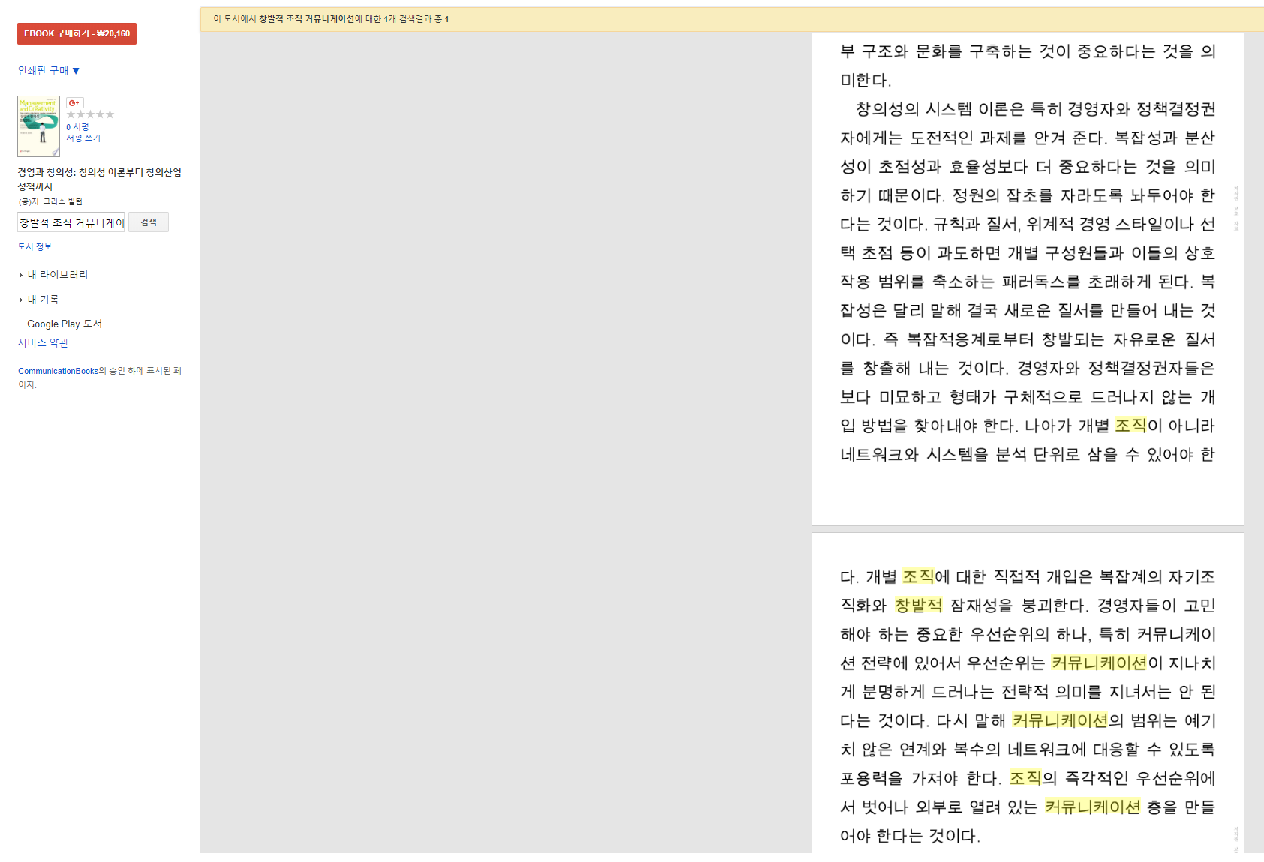 EBOOK 구매하기 - ₩20,160
인쇄판 구매 ▼
Management and Creativity
G+
★★★★★
0 서평
서평 쓰기
경영과 창의성: 창의성 이론부터 창의산업
정책까지
(공)저: 크리스 빌턴
창발적 조직 커뮤니케이 검색
도서 정보
▸ 내 라이브러리
▸ 내 기록
Google Play 도서
서비스 약관
CommunicationBooks의 승인 하에 표시된 페
이지.
이 도서에서 창발적 조직 커뮤니케이션에 대한 4개 검색결과 중 4
부 구조와 문화를 구축하는 것이 중요하다는 것을 의
미한다.
창의성의 시스템 이론은 특히 경영자와 정책결정권
자에게는 도전적인 과제를 안겨 준다. 복잡성과 분산
성이 초점성과 효율성보다 더 중요하다는 것을 의미
하기 때문이다. 정원의 잡초를 자라도록 놔두어야 한
다는 것이다. 규칙과 질서, 위계적 경영 스타일이나 선
택 초점 등이 과도하면 개별 구성원들과 이들의 상호
작용 범위를 축소하는 패러독스를 초래하게 된다. 복
잡성은 달리 말해 결국 새로운 질서를 만들어 내는 것
이다. 즉 복잡적응계로부터 창발되는 자유로운 질서
를 창출해 내는 것이다. 경영자와 정책결정권자들은
보다 미묘하고 형태가 구체적으로 드러나지 않는 개
입 방법을 찾아내야 한다. 나아가 개별 조직이 아니라
네트워크와 시스템을 분석 단위로 삼을 수 있어야 한
다. 개별 조직에 대한 직접적 개입은 복잡계의 자기조
직화와 창발적 잠재성을 붕괴한다. 경영자들이 고민
해야 하는 중요한 우선순위의 하나, 특히 커뮤니케이
션 전략에 있어서 우선순위는 커뮤니케이션이 지나치
게 분명하게 드러나는 전략적 의미를 지녀서는 안 된
다는 것이다. 다시 말해 커뮤니케이션의 범위는 예기
치 않은 연계와 복수의 네트워크에 대응할 수 있도록
포용력을 가져야 한다. 조직의 즉각적인 우선순위에
서 벗어나 외부로 열려 있는 커뮤니케이션 층을 만들
어야 한다는 것이다.